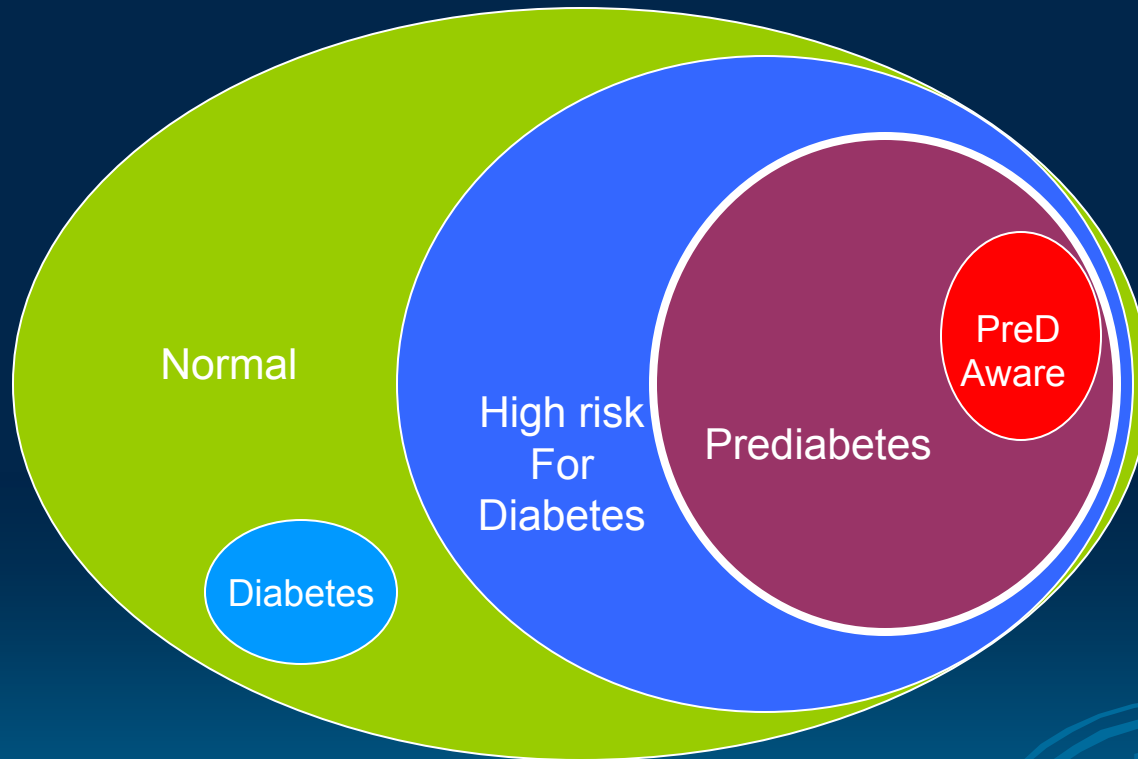 Normal
High risk
For
Diabetes
Prediabetes
PreD
Aware
Diabetes